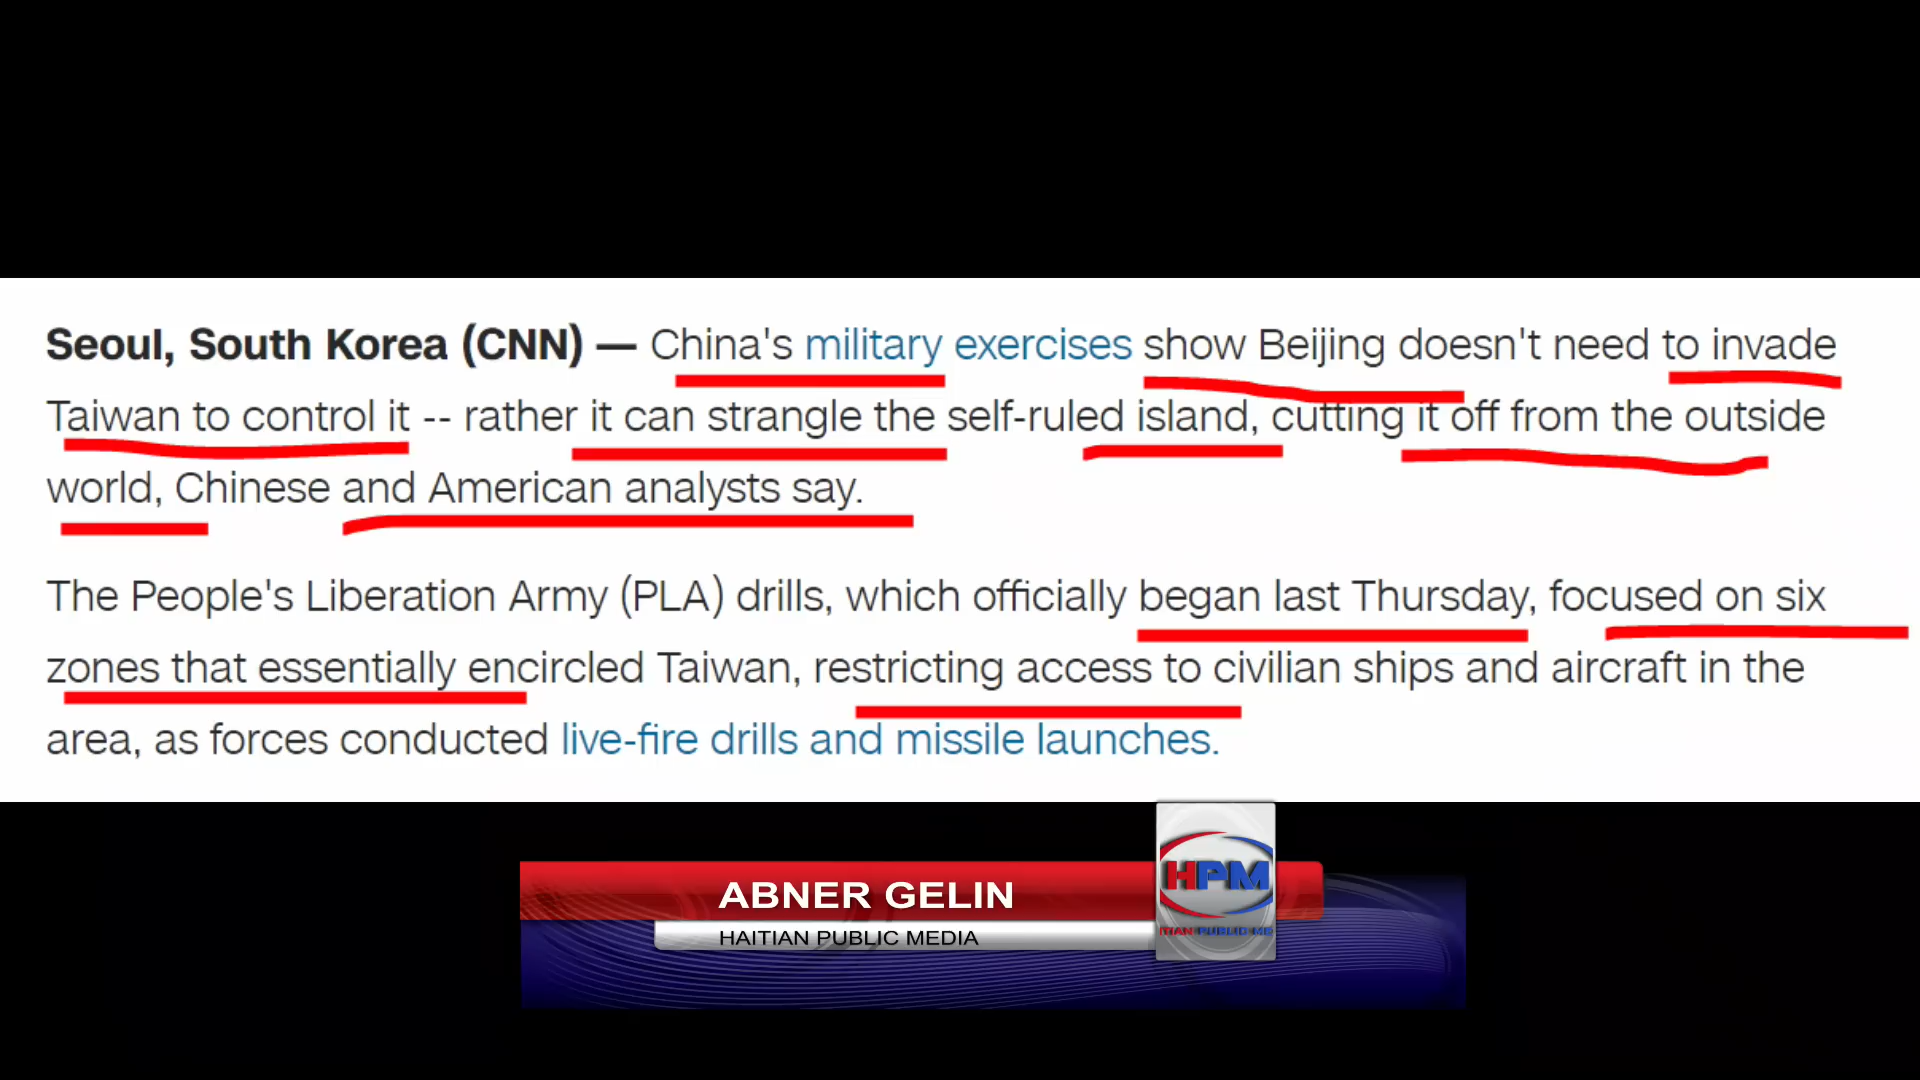 Seoul, South Korea (CNN) — China's military exercises show Beijing doesn't need to invade
Taiwan to control it -- rather it can strangle the self-ruled island, cutting it off from the outside
world, Chinese and American analysts say.
The People's Liberation Army (PLA) drills, which officially began last Thursday, focused on six
zones that essentially encircled Taiwan, restricting access to civilian ships and aircraft in the
area, as forces conducted live-fire drills and missile launches.
ABNER GELIN
HAITIAN PUBLIC MEDIA
HPM
ITIAN PUBLIC ME